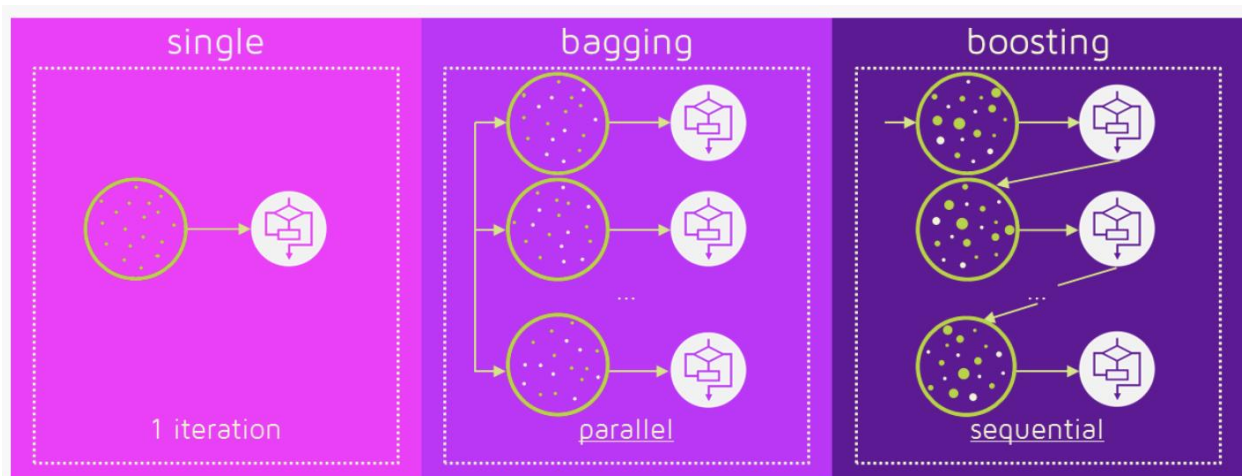 single
1 iteration
bagging
...
parallel
boosting
...
sequential